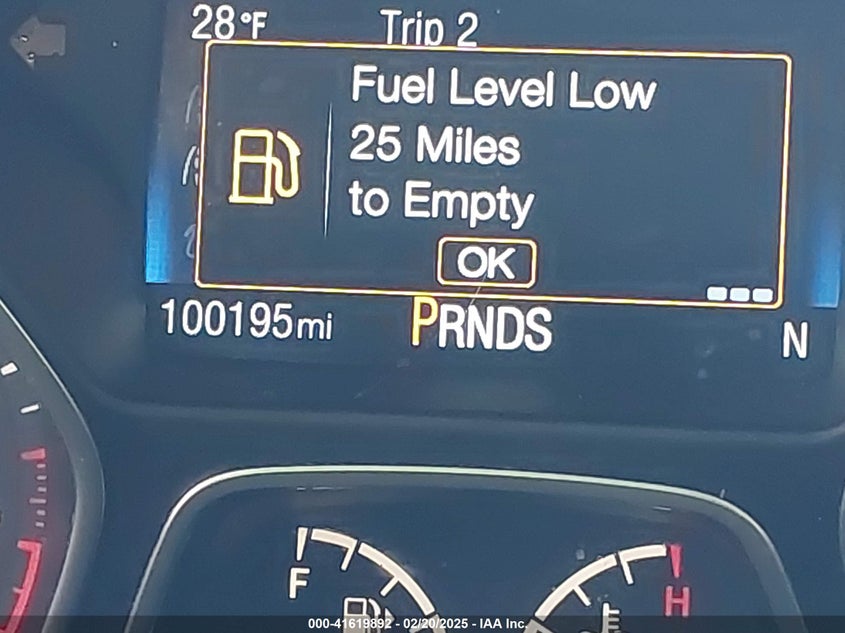 28°F Trip 2
Fuel Level Low
25 Miles
to Empty
OK
100195mi PRNDS N
F H
000-41619892 - 02/20/2025 - IAA Inc.